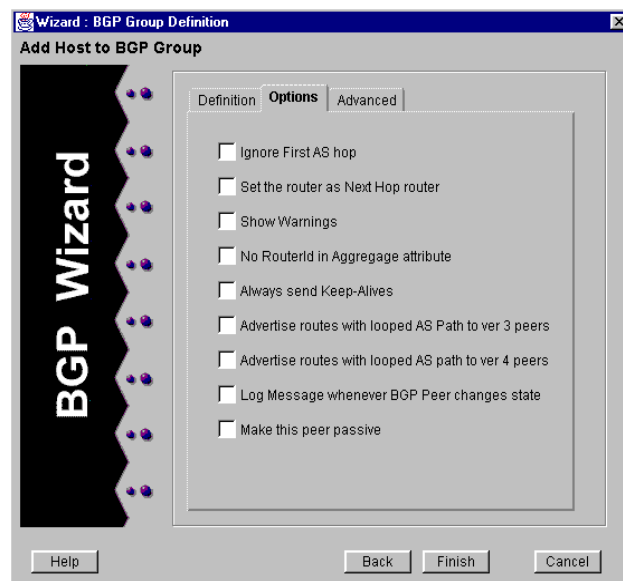 Wizard : BGP Group Definition
Add Host to BGP Group
BGP Wizard
Definition Options Advanced
Ignore First AS hop
Set the router as Next Hop router
Show Warnings
No RouterId in Aggregage attribute
Always send Keep-Alives
Advertise routes with looped AS Path to ver 3 peers
Advertise routes with looped AS path to ver 4 peers
Log Message whenever BGP Peer changes state
Make this peer passive
Help Back Finish Cancel